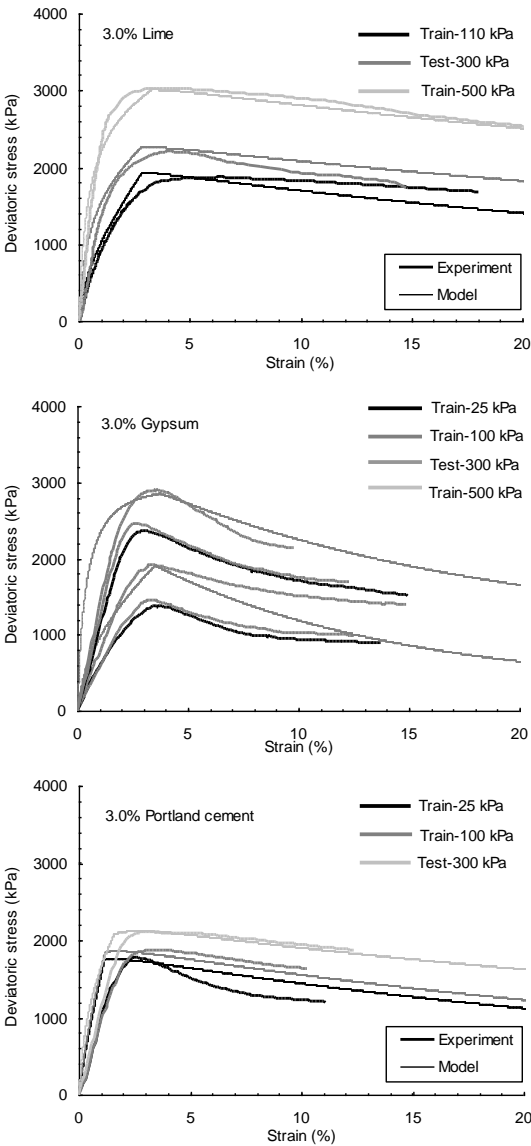 3.0% Lime
Train-110 kPa
Test-300 kPa
Train-500 kPa
Experiment
Model
Deviatoric stress (kPa)
4000
3000
2000
1000
0
0 5 10 15 20
Strain (%)
3.0% Gypsum
Train-25 kPa
Train-100 kPa
Test-300 kPa
Train-500 kPa
Deviatoric stress (kPa)
4000
3000
2000
1000
0
0 5 10 15 20
Strain (%)
3.0% Portland cement
Train-25 kPa
Train-100 kPa
Test-300 kPa
Experiment
Model
Deviatoric stress (kPa)
4000
3000
2000
1000
0
0 5 10 15 20
Strain (%)